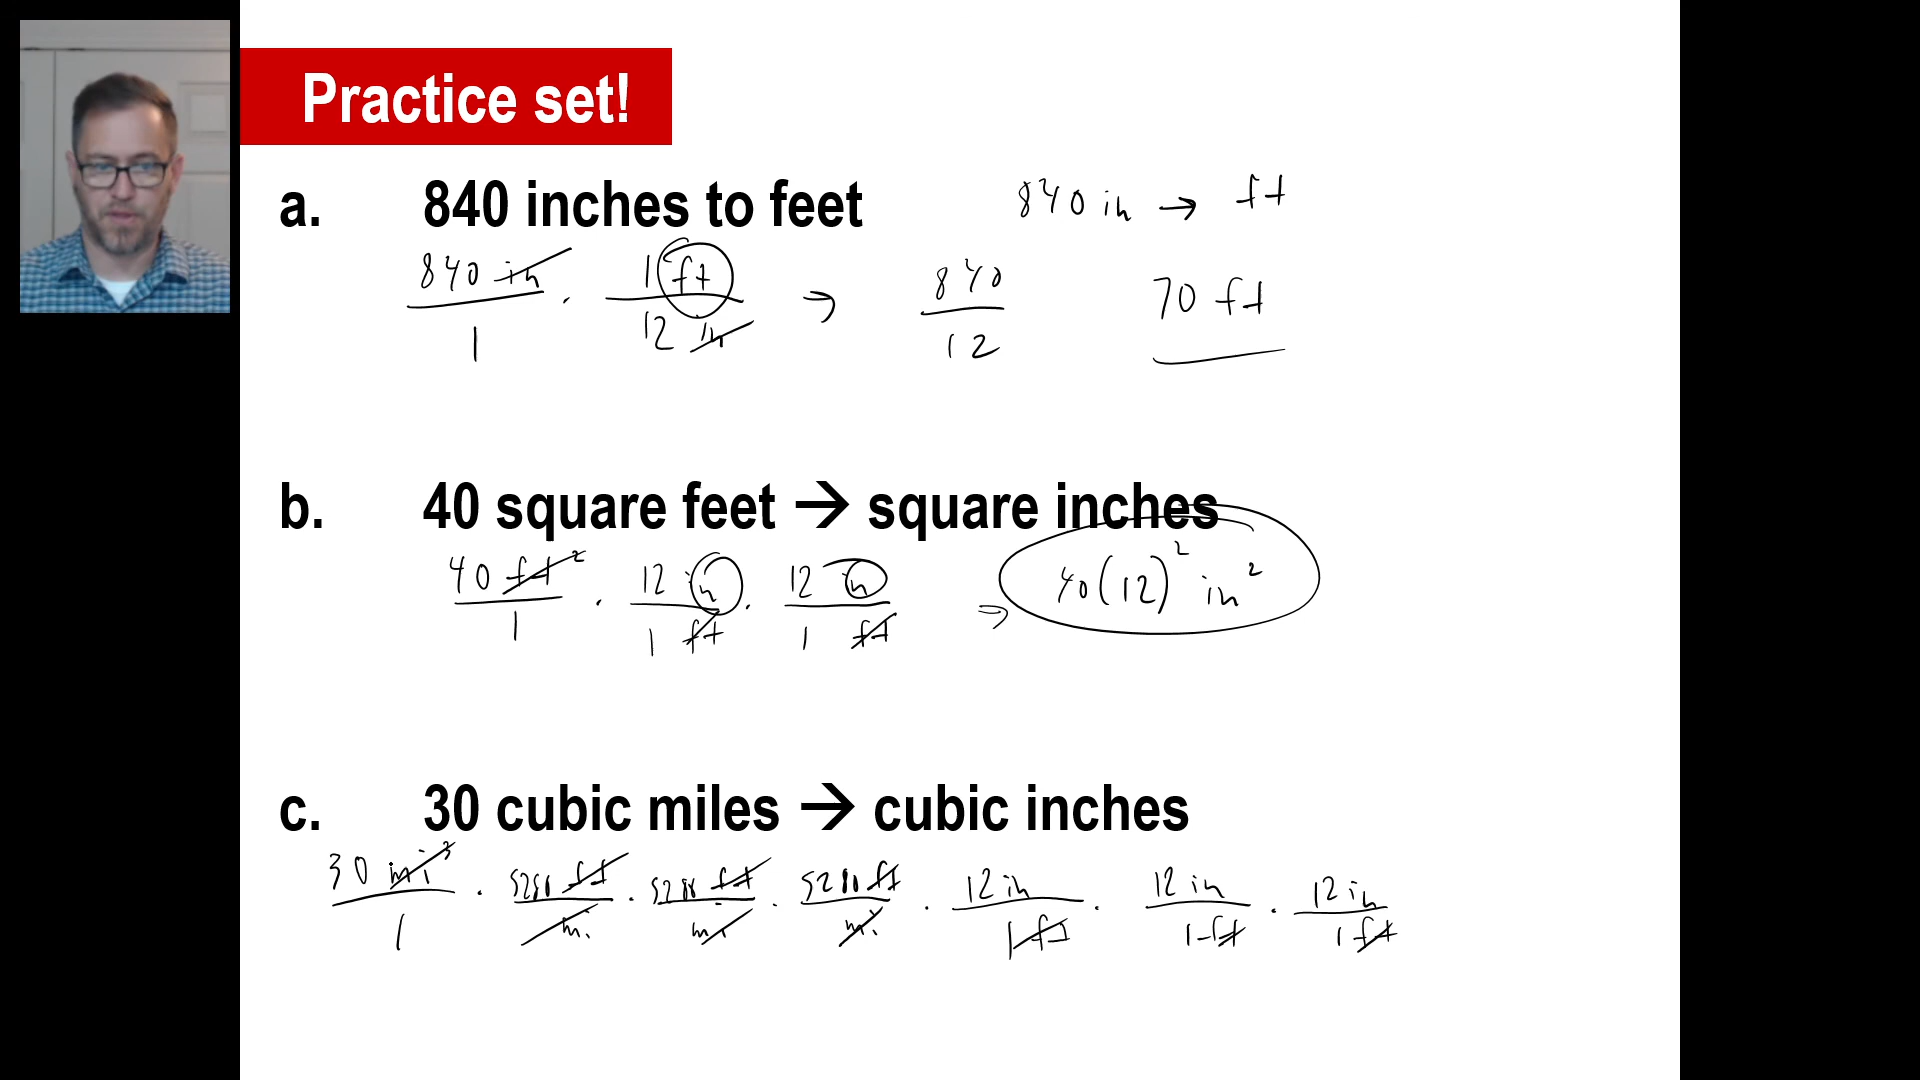 Practice set!
a. 840 inches to feet
840 in → ft
840 in / 1 · 1 ft / 12 in → 840 / 12 70 ft
b. 40 square feet → square inches
40 ft² / 1 · 12 in / 1 ft · 12 in / 1 ft ⇒ 40(12)² in²
c. 30 cubic miles → cubic inches
30 mi³ / 1 · 5280 ft / mi · 5280 ft / mi · 5280 ft / mi · 12 in / 1 ft · 12 in / 1 ft · 12 in / 1 ft